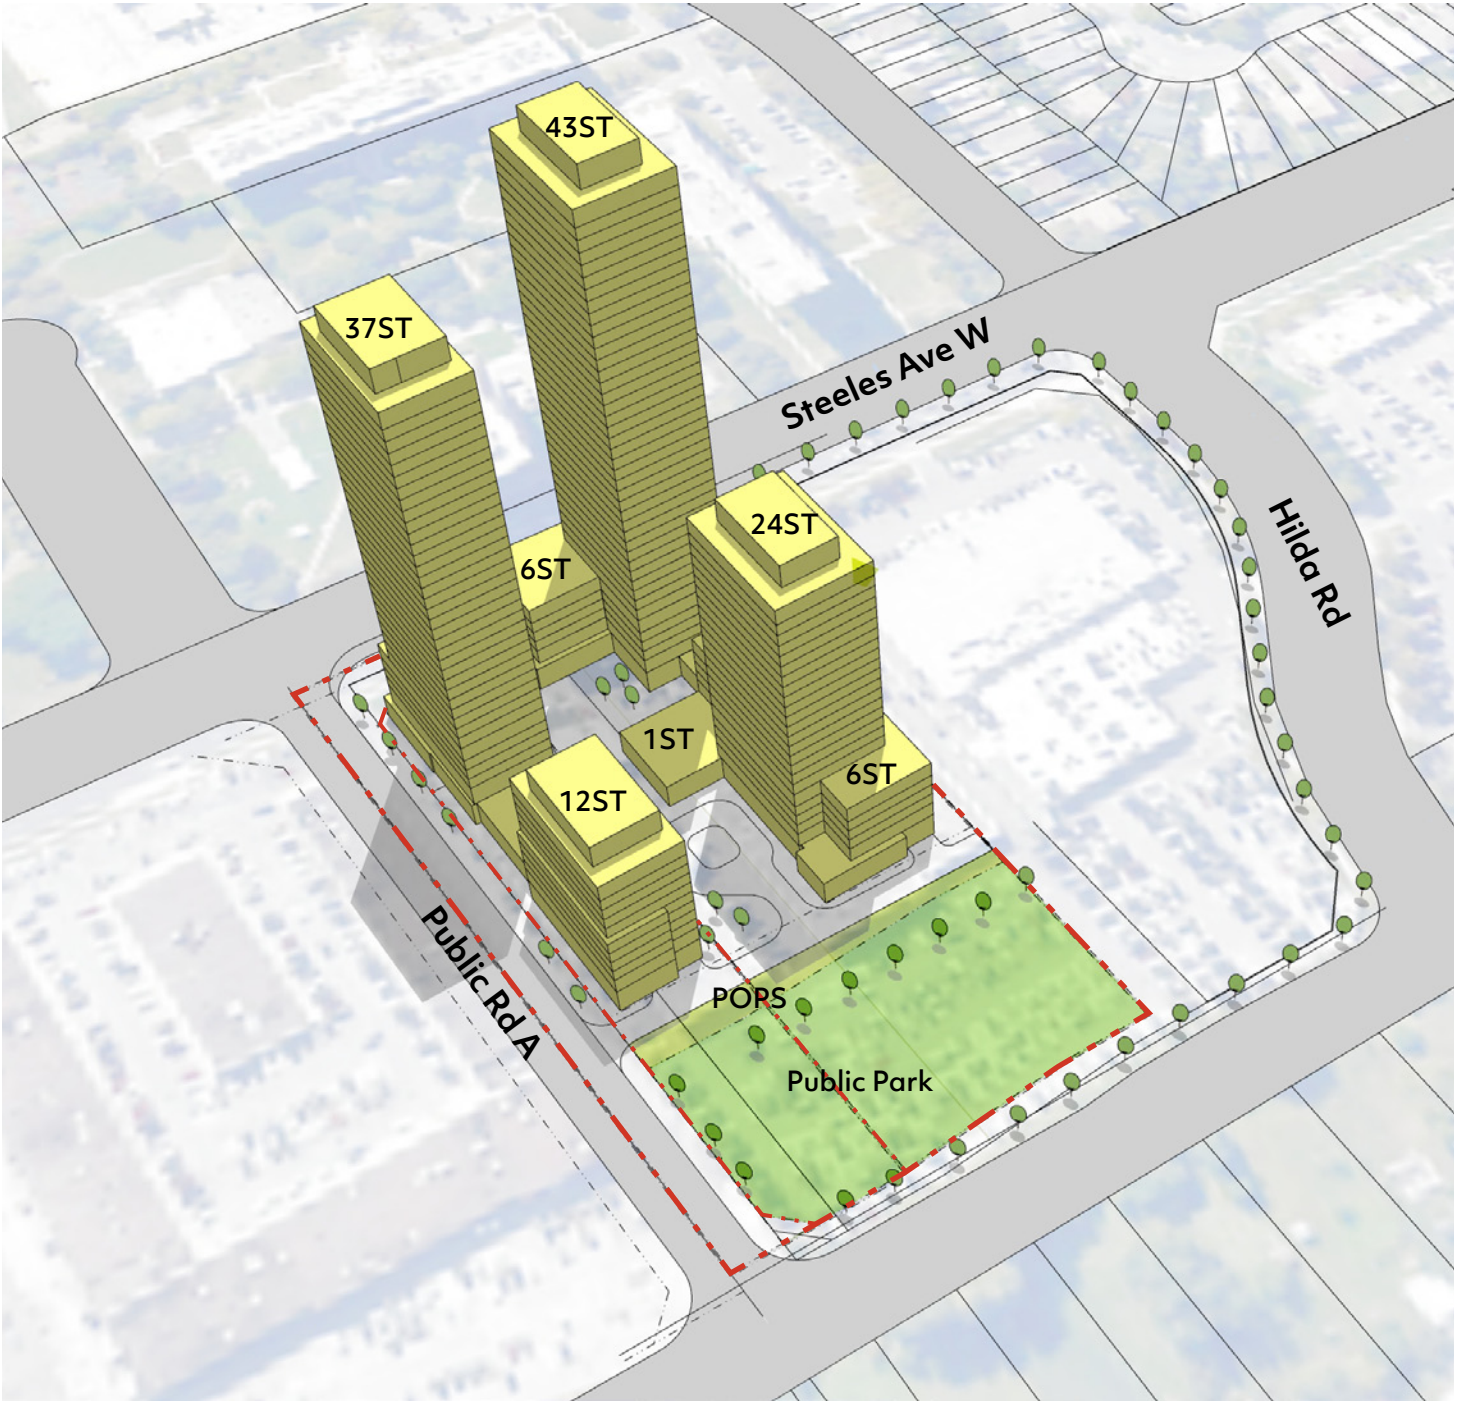 43ST
37ST
Steeles Ave W
24ST
6ST
Hilda Rd
1ST
6ST
12ST
Public Rd A
POPS
Public Park